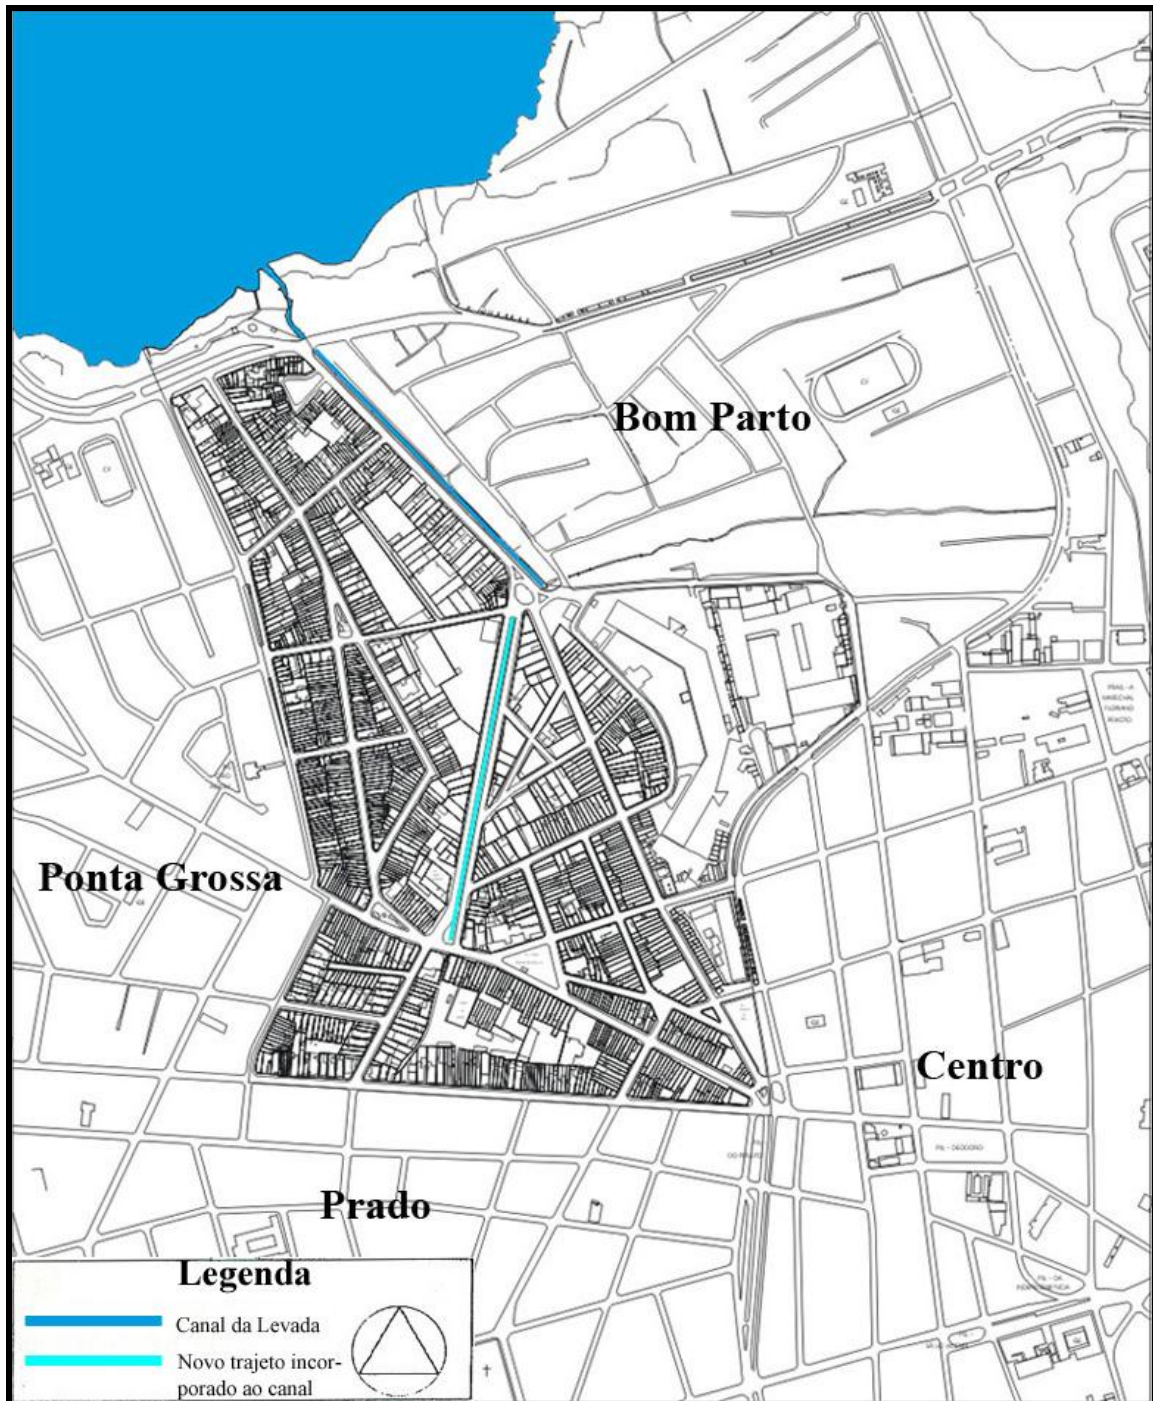 Bom Parto
Ponta Grossa
Centro
Prado
Legenda
Canal da Levada
Novo trajeto incor-
porado ao canal